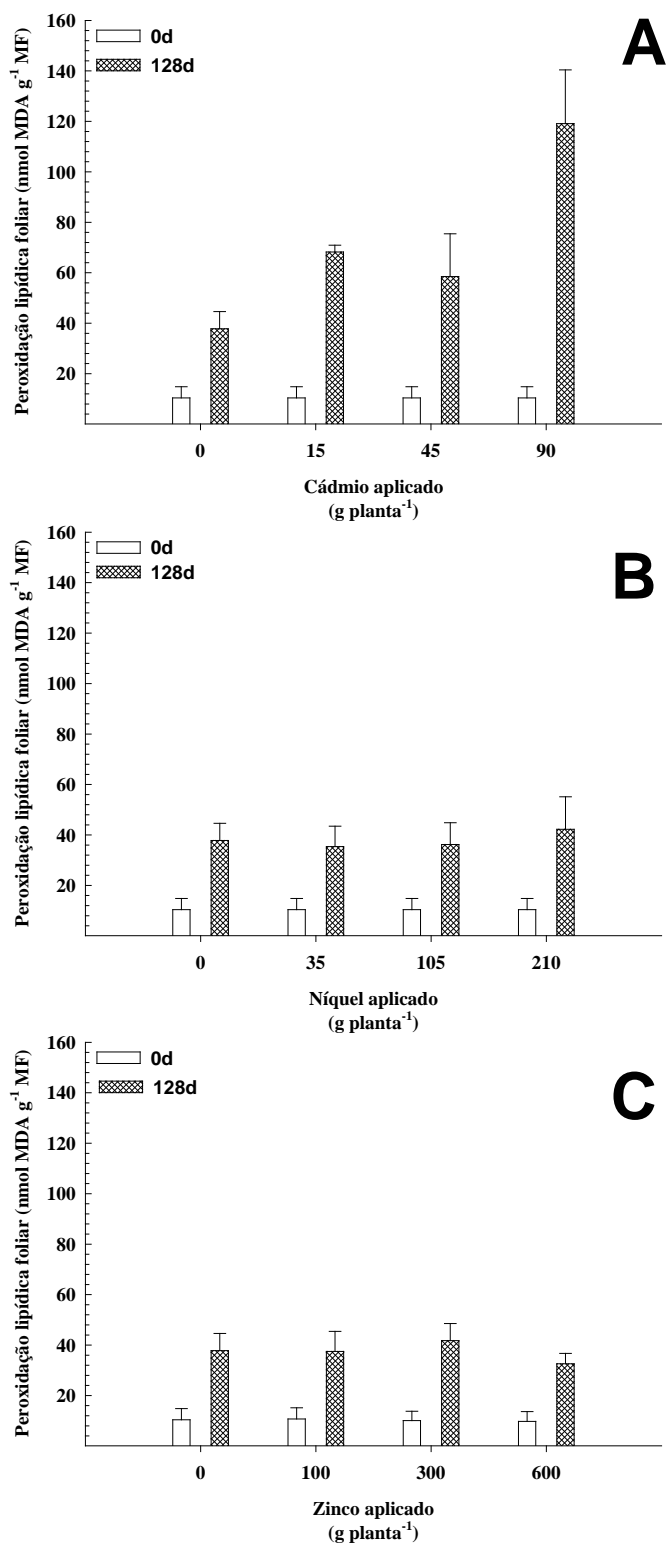 A
0d
128d
160
140
120
100
80
60
40
20
Peroxidação lipídica foliar (nmol MDA g-1 MF)
0 15 45 90
Cádmio aplicado
(g planta-1)
B
0d
128d
160
140
120
100
80
60
40
20
Peroxidação lipídica foliar (nmol MDA g-1 MF)
0 35 105 210
Níquel aplicado
(g planta-1)
C
0d
128d
160
140
120
100
80
60
40
20
Peroxidação lipídica foliar (nmol MDA g-1 MF)
0 100 300 600
Zinco aplicado
(g planta-1)